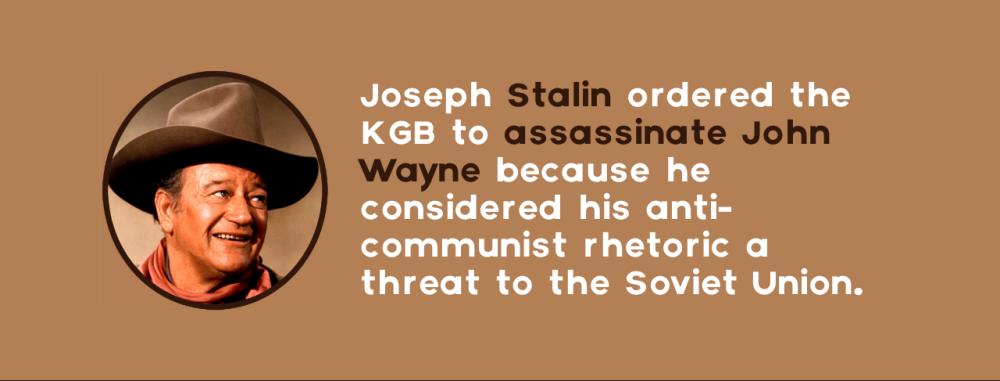 Joseph Stalin ordered the
KGB to assassinate John
Wayne because he
considered his anti-
communist rhetoric a
threat to the Soviet Union.